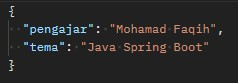 {
"pengajar": "Mohamad Faqih",
"tema": "Java Spring Boot"
}